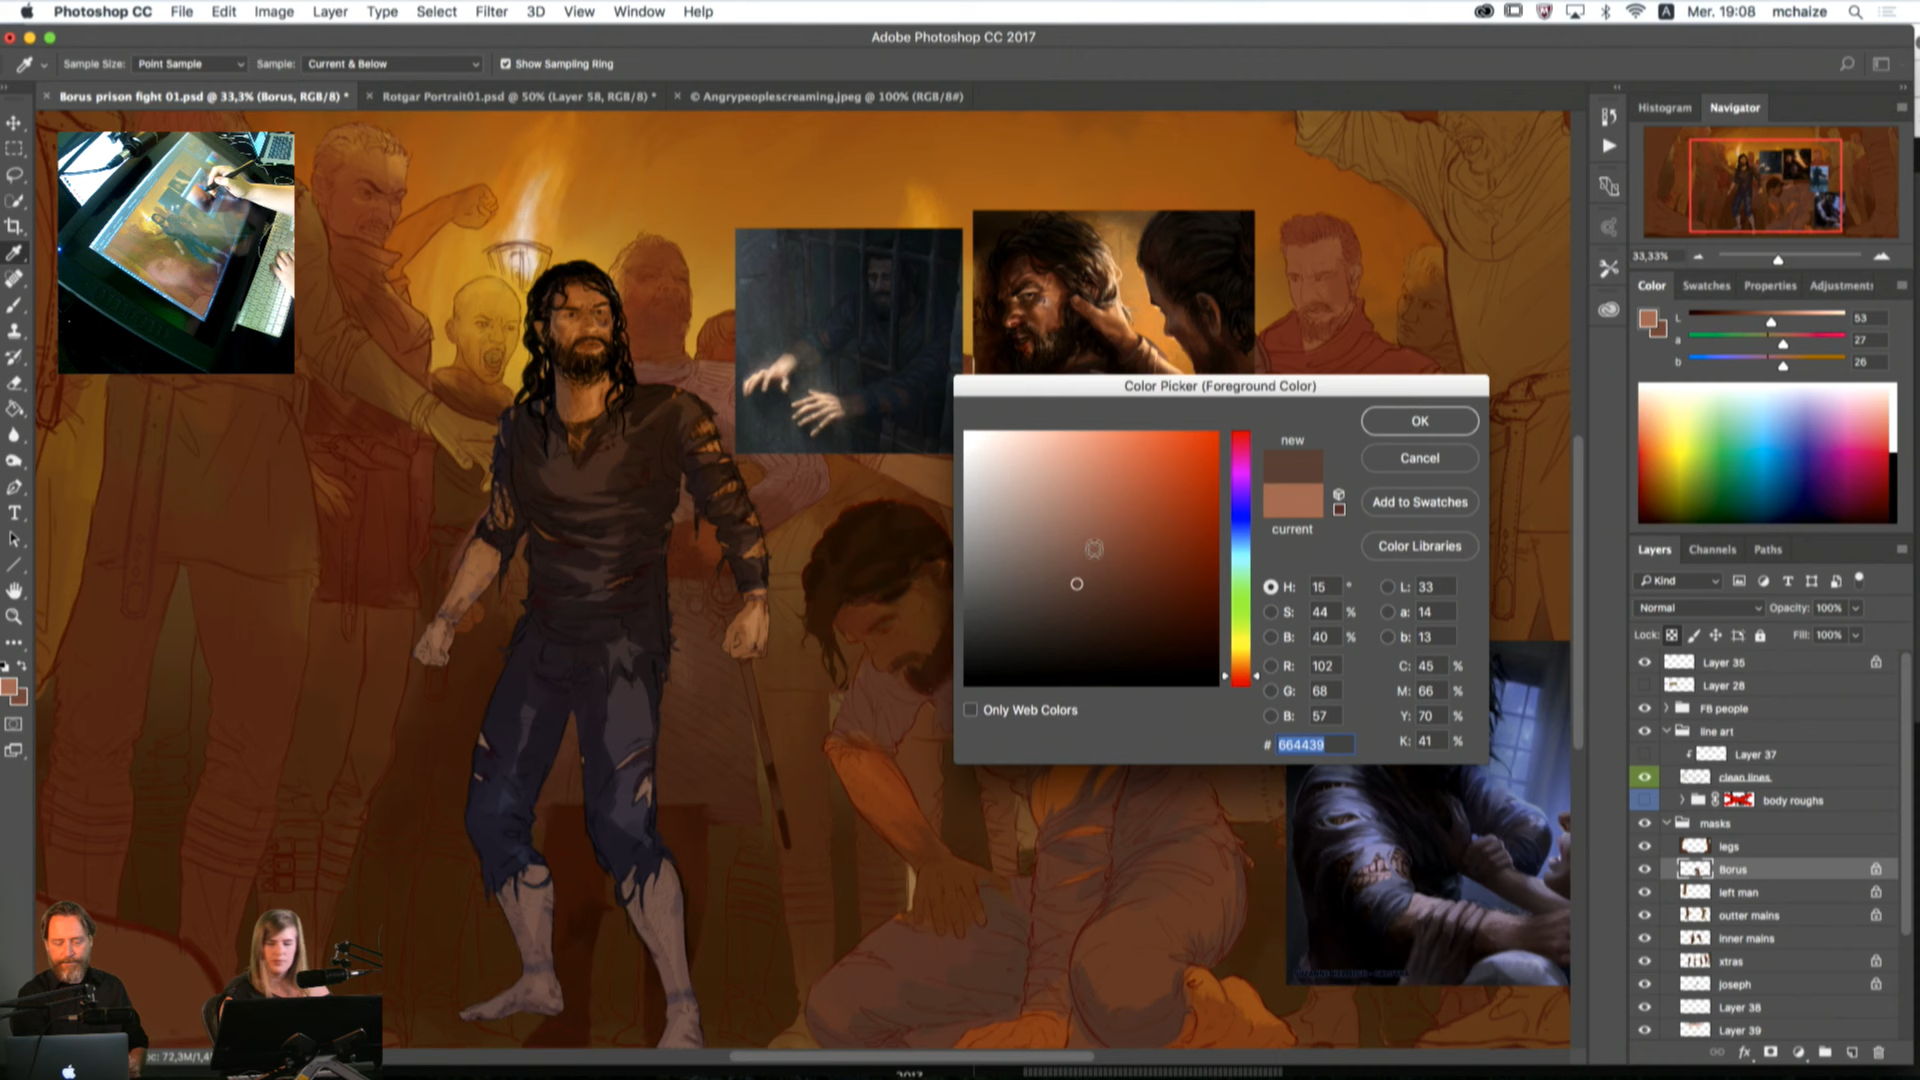 Photoshop CC File Edit Image Layer Type Select Filter 3D View Window Help A Mer. 19:08 mchaize
Adobe Photoshop CC 2017
Sample Size: Point Sample Sample: Current & Below Show Sampling Ring
Borus prison fight 01.psd @ 33,3% (Borus, RGB/8) * Rotgar Portrait01.psd @ 50% (Layer 58, RGB/8) * © Angrypeoplescreaming.jpeg @ 100% (RGB/8#)
Histogram Navigator
33,33%
Color Swatches Properties Adjustments
L 53
a 27
b 26
Color Picker (Foreground Color)
new
current
OK
Cancel
Add to Swatches
Color Libraries
H: 15 ° L: 33
S: 44 % a: 14
B: 40 % b: 13
R: 102 C: 45 %
G: 68 M: 66 %
B: 57 Y: 70 %
# 664439 K: 41 %
Only Web Colors
Layers Channels Paths
Kind
Normal Opacity: 100%
Lock: Fill: 100%
Layer 35
Layer 28
FB people
line art
Layer 37
clean lines
body roughs
masks
legs
Borus
left man
outter mains
inner mains
xtras
joseph
Layer 38
Layer 39
fx